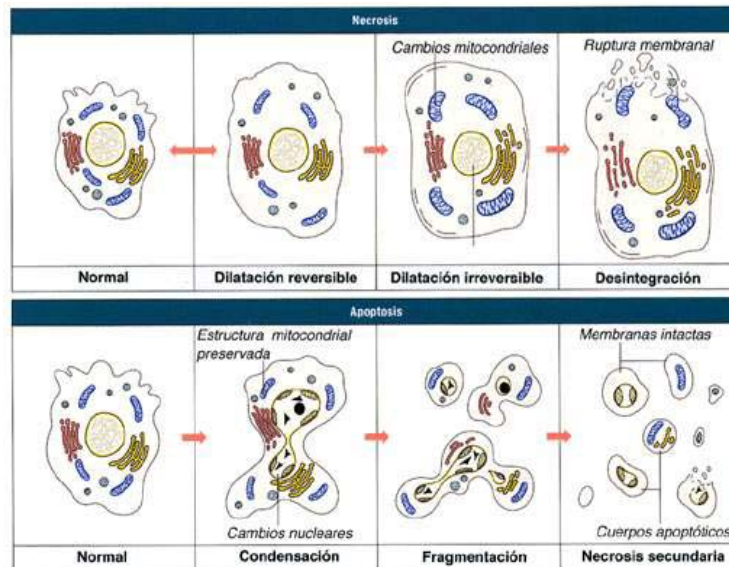 Necrosis
Cambios mitocondriales
Ruptura membranal
Normal
Dilatación reversible
Dilatación irreversible
Desintegración
Apoptosis
Estructura mitocondrial
preservada
Membranas intactas
Cambios nucleares
Cuerpos apoptóticos
Normal
Condensación
Fragmentación
Necrosis secundaria